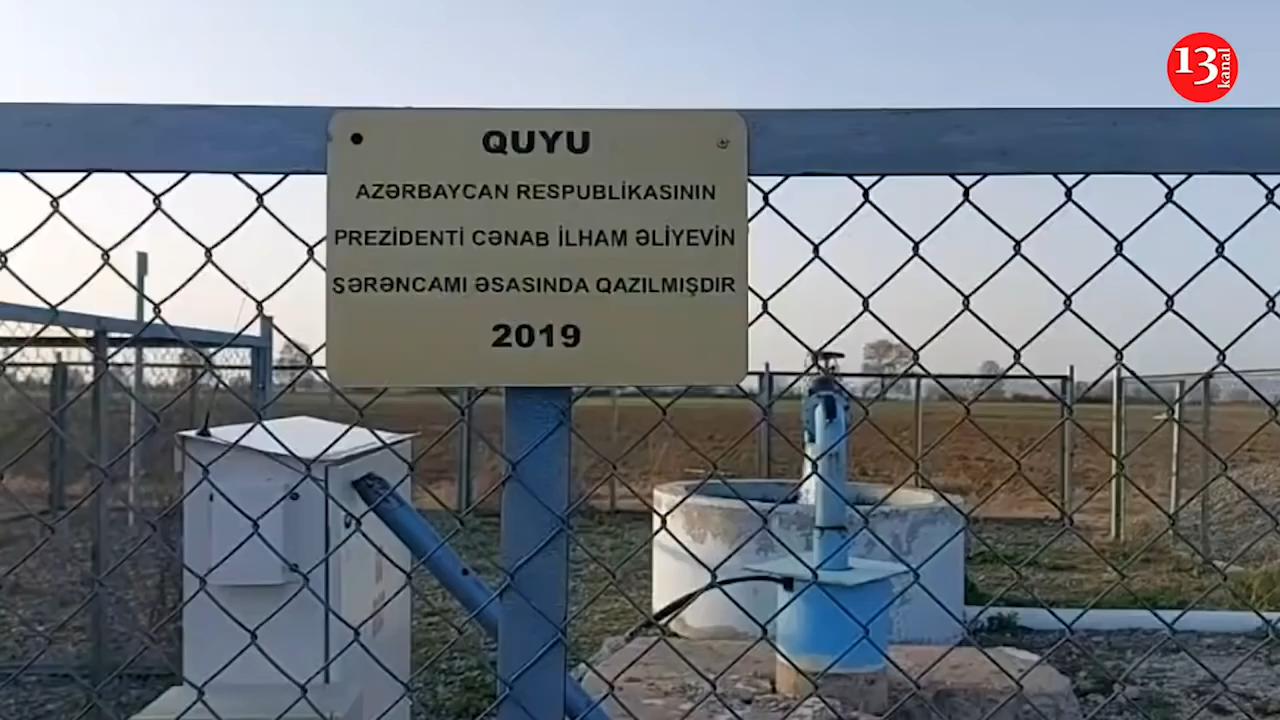 13 kanal
QUYU
AZƏRBAYCAN RESPUBLİKASININ
PREZİDENTİ CƏNAB İLHAM ƏLİYEVİN
SƏRƏNCAMI ƏSASINDA QAZILMIŞDIR
2019